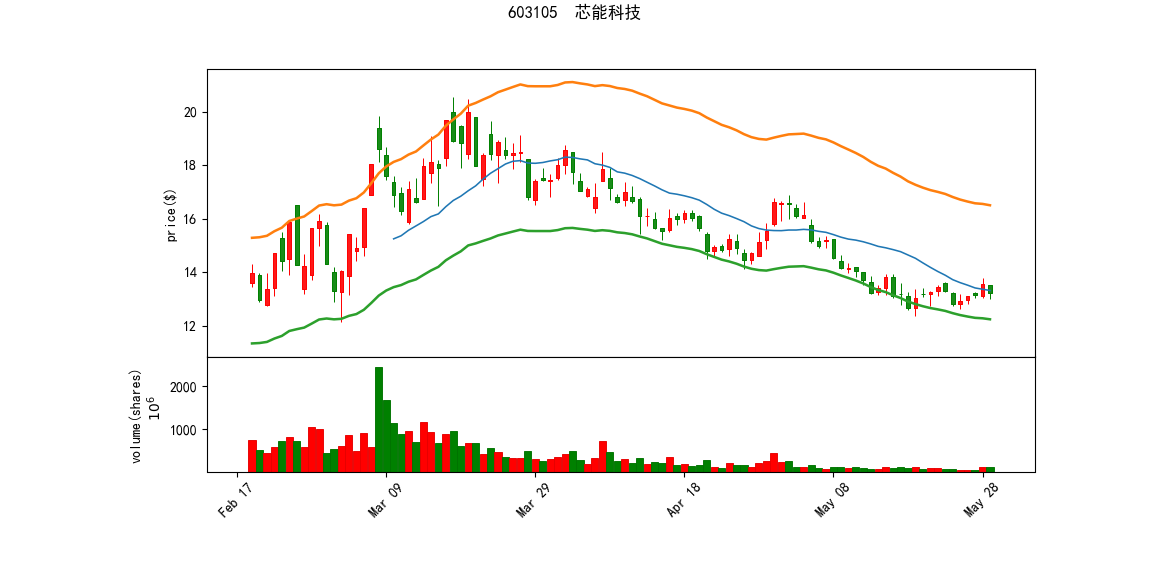 603105 芯能科技
price($)
20
18
16
14
12
volume(shares)
10^6
2000
1000
Feb 17
Mar 09
Mar 29
Apr 18
May 08
May 28